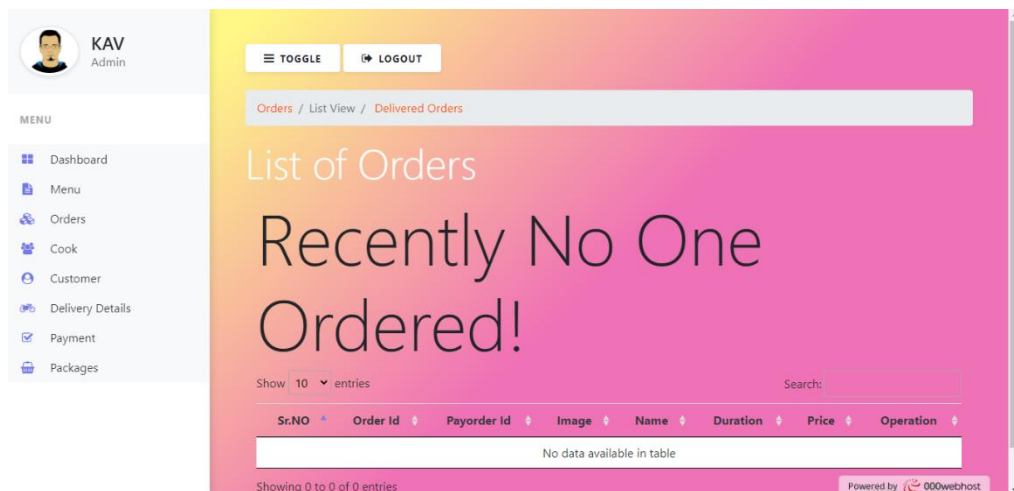 KAV
Admin
MENU
Dashboard
Menu
Orders
Cook
Customer
Delivery Details
Payment
Packages
TOGGLE LOGOUT
Orders / List View / Delivered Orders
List of Orders
Recently No One
Ordered!
Show 10 entries Search:
Sr.NO Order Id Payorder Id Image Name Duration Price Operation
No data available in table
Showing 0 to 0 of 0 entries
Powered by 000webhost